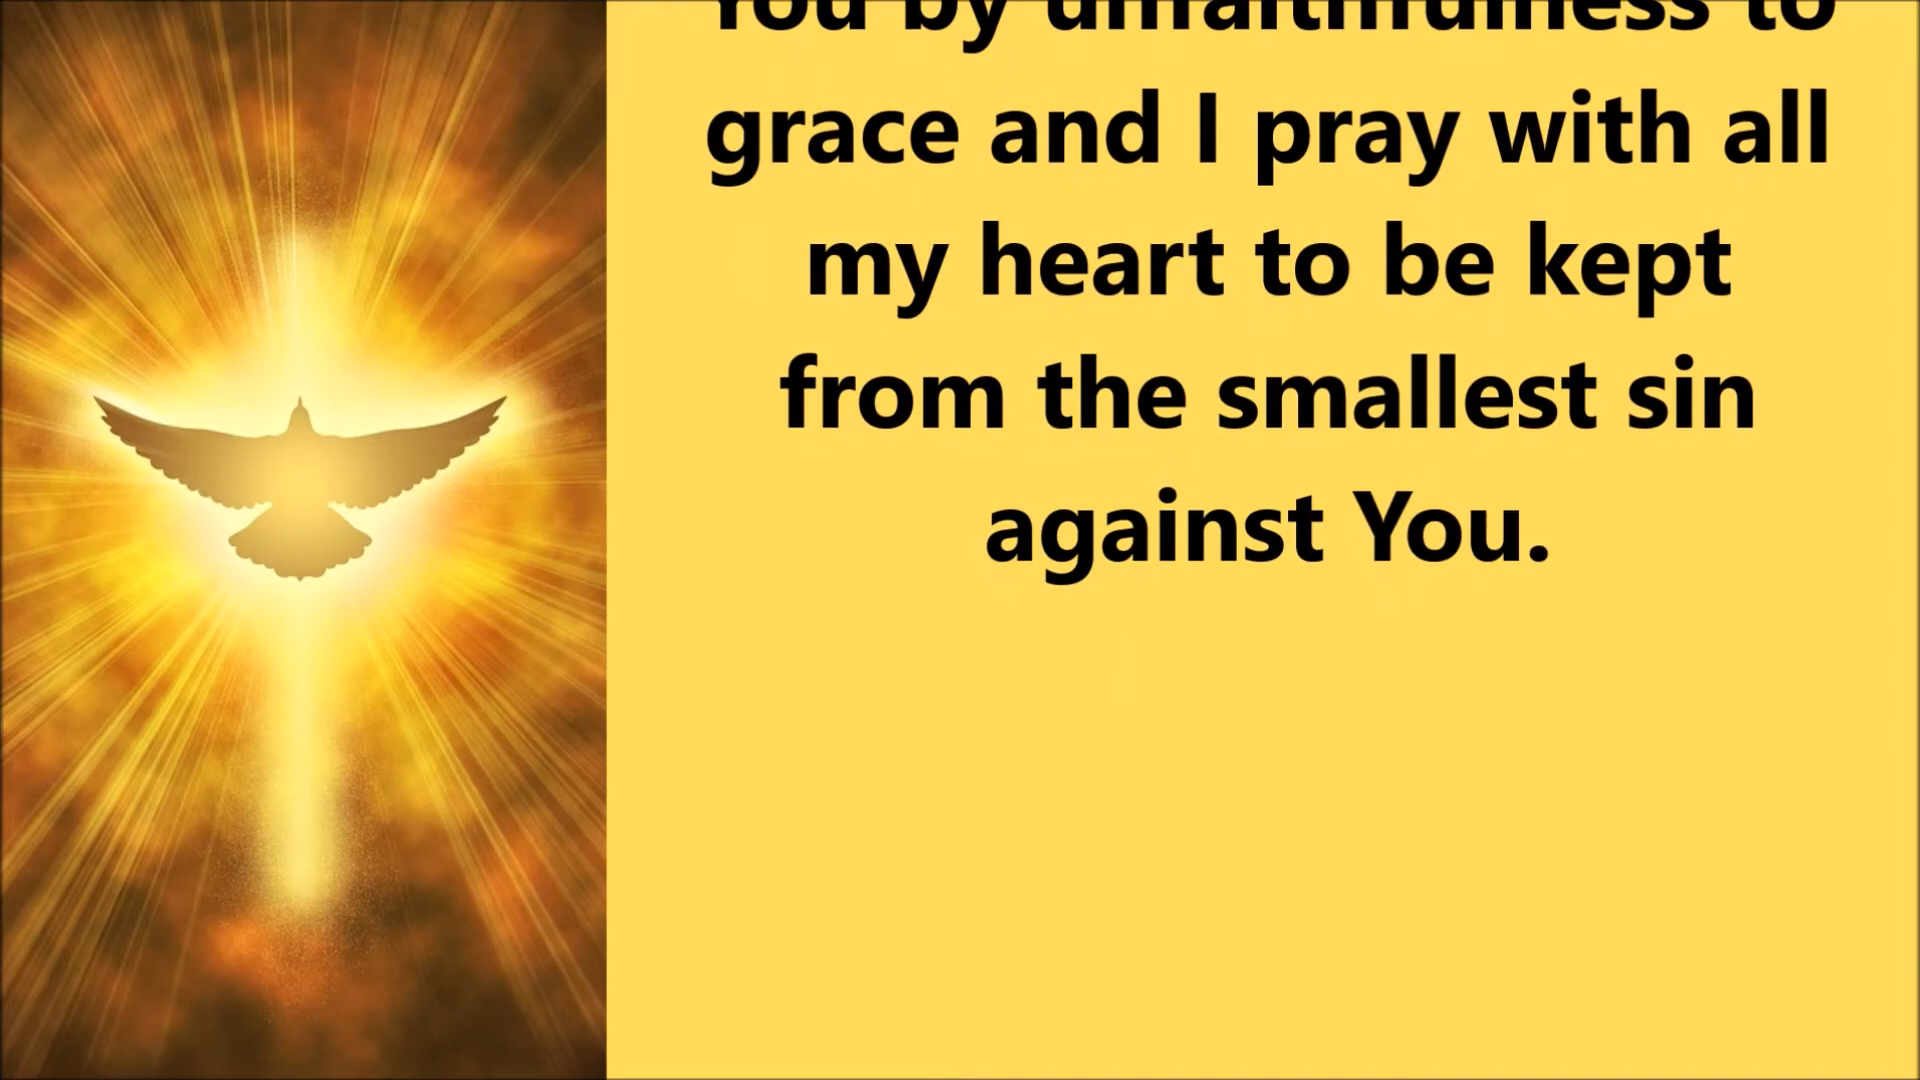 You by unfaithfulness to
grace and I pray with all
my heart to be kept
from the smallest sin
against You.